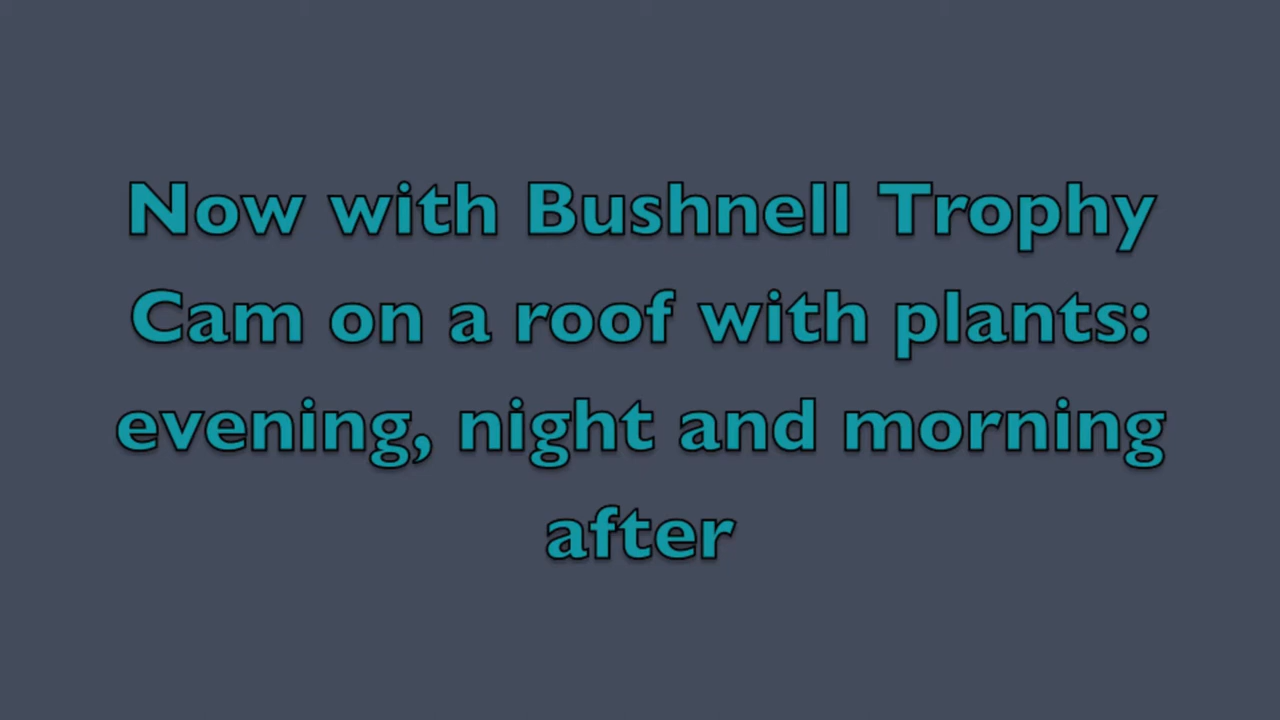 Now with Bushnell Trophy
Cam on a roof with plants:
evening, night and morning
after